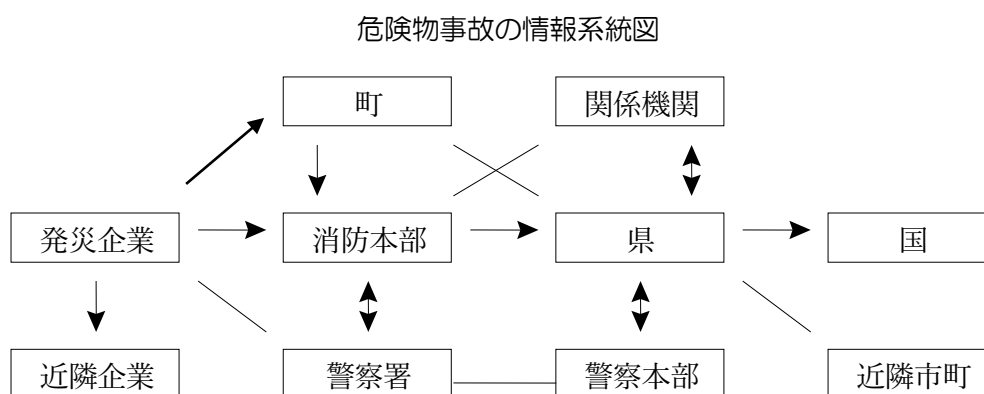 危険物事故の情報系統図
町
関係機関
発災企業
消防本部
県
国
近隣企業
警察署
警察本部
近隣市町